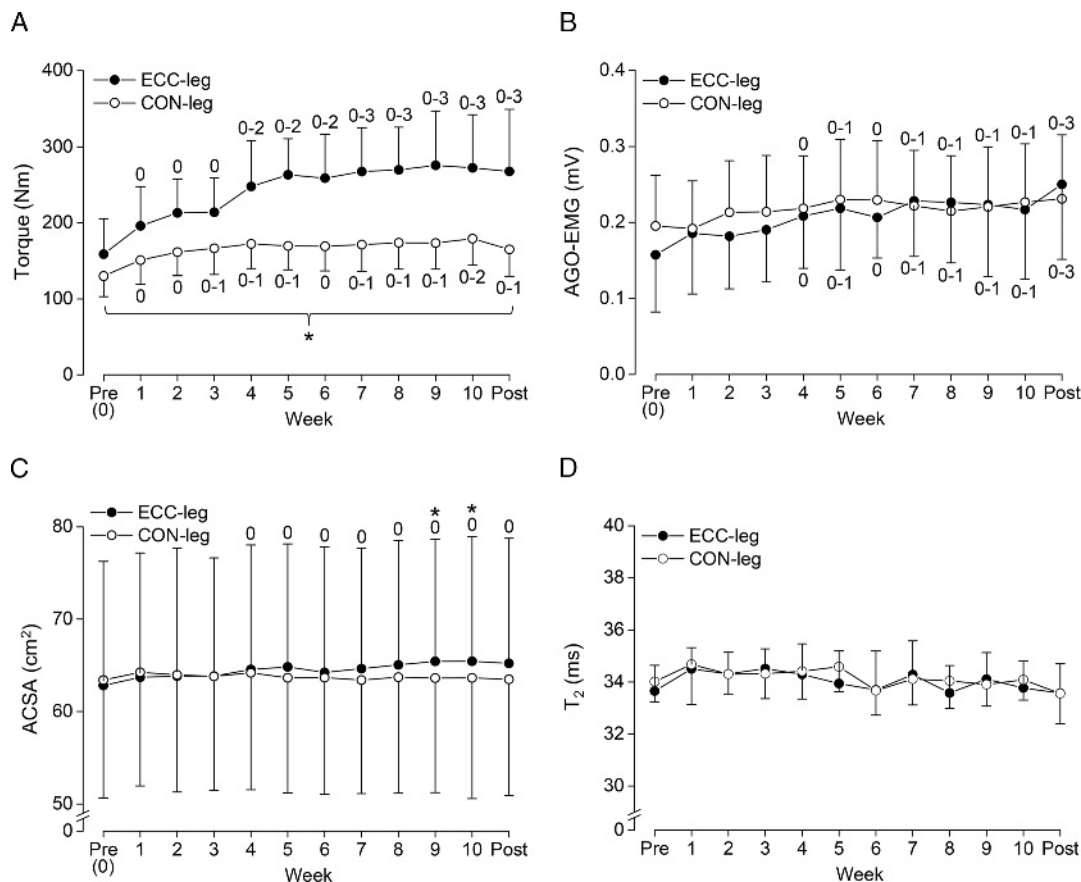 A
400
ECC-leg
CON-leg
300
200
100
0
Torque (Nm)
0 0 0 0-2 0-2 0-2 0-3 0-3 0-3 0-3 0-3
0 0 0-1 0-1 0-1 0-1 0-1 0-1 0-1 0-2 0-1
*
Pre 1 2 3 4 5 6 7 8 9 10 Post
(0)
Week
B
0.4
ECC-leg
CON-leg
0.3
0.2
0.1
0.0
AGO-EMG (mV)
0 0-1 0 0-1 0-1 0-1 0-1 0-3
0 0-1 0 0-1 0-1 0-1 0-1 0-3
Pre 1 2 3 4 5 6 7 8 9 10 Post
(0)
Week
C
80
ECC-leg
CON-leg
70
60
50
0
ACSA (cm²)
* *
0 0 0 0 0 0 0 0
Pre 1 2 3 4 5 6 7 8 9 10 Post
(0)
Week
D
40
ECC-leg
CON-leg
38
36
34
32
30
0
T₂ (ms)
Pre 1 2 3 4 5 6 7 8 9 10 Post
Week